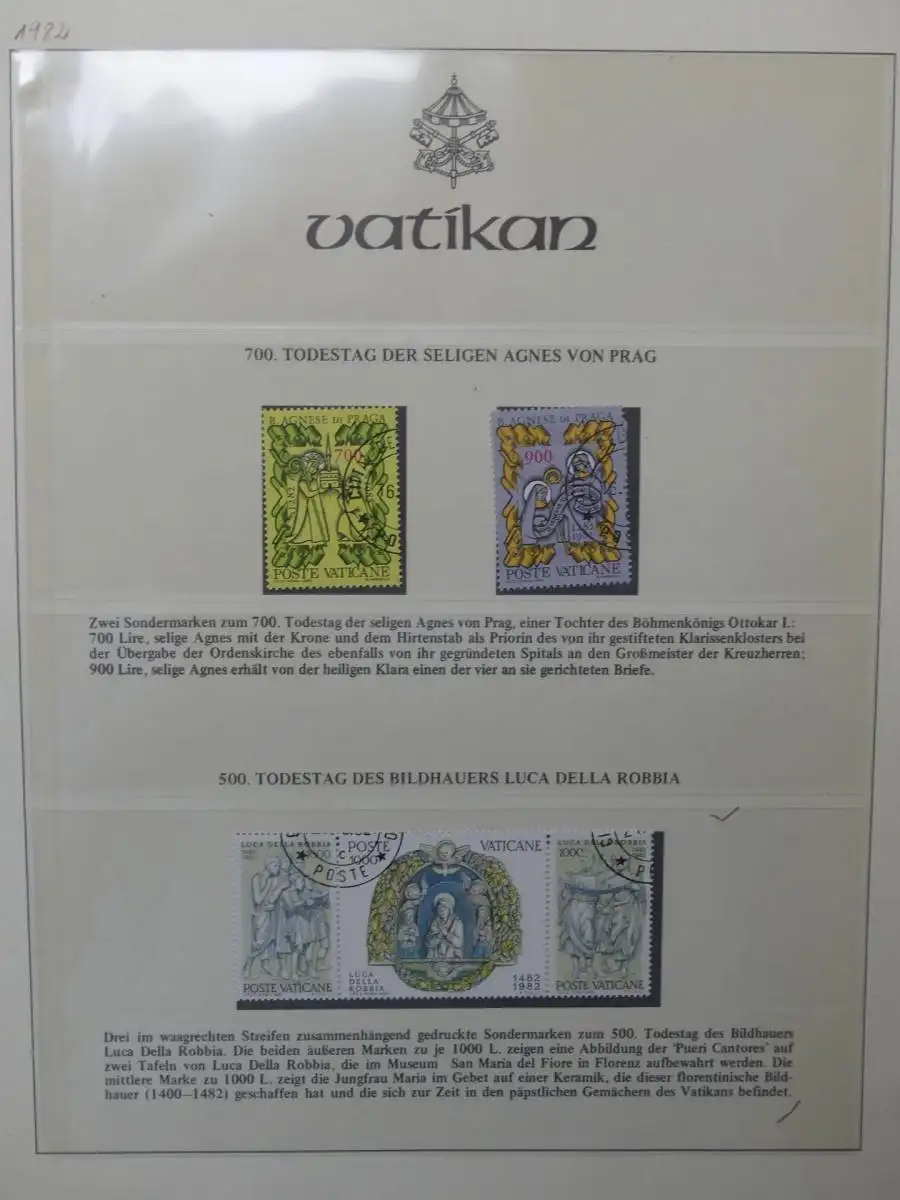 1982
vatikan
700. TODESTAG DER SELIGEN AGNES VON PRAG
B. AGNESE DI PRAGA
700
1282
16
POSTE VATICANE
B. AGNESE DI PRAGA
900
POSTE VATICANE
Zwei Sondermarken zum 700. Todestag der seligen Agnes von Prag, einer Tochter des Böhmenkönigs Ottokar I.:
700 Lire, selige Agnes mit der Krone und dem Hirtenstab als Priorin des von ihr gestifteten Klarissenklosters bei
der Übergabe der Ordenskirche des ebenfalls von ihr gegründeten Spitals an den Großmeister der Kreuzherren;
900 Lire, selige Agnes erhält von der heiligen Klara einen der vier an sie gerichteten Briefe.
500. TODESTAG DES BILDHAUERS LUCA DELLA ROBBIA
LUCA DELLA ROBBIA
POSTE VATICANE
POSTE
POSTE
1000
VATICANE
LUCA
DELLA
ROBBIA
1482
1982
LUCA DELLA ROBBIA
1000
POSTE VATICANE
Drei im waagrechten Streifen zusammenhängend gedruckte Sondermarken zum 500. Todestag des Bildhauers
Luca Della Robbia. Die beiden äußeren Marken zu je 1000 L. zeigen eine Abbildung der 'Pueri Cantores' auf
zwei Tafeln von Luca Della Robbia, die im Museum San Maria del Fiore in Florenz aufbewahrt werden. Die
mittlere Marke zu 1000 L. zeigt die Jungfrau Maria im Gebet auf einer Keramik, die dieser florentinische Bild-
hauer (1400–1482) geschaffen hat und die sich zur Zeit in den päpstlichen Gemächern des Vatikans befindet.